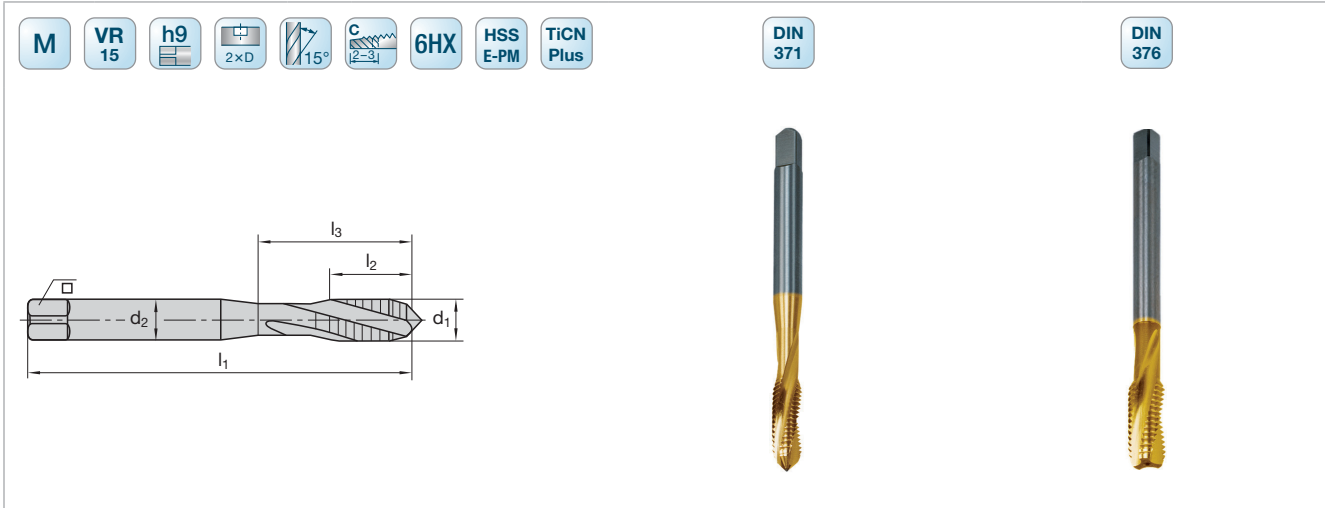 M
VR
15
h9
2×D
15°
C
2–3
6HX
HSS
E-PM
TiCN
Plus
DIN
371
DIN
376
l3
l2
d2
d1
l1